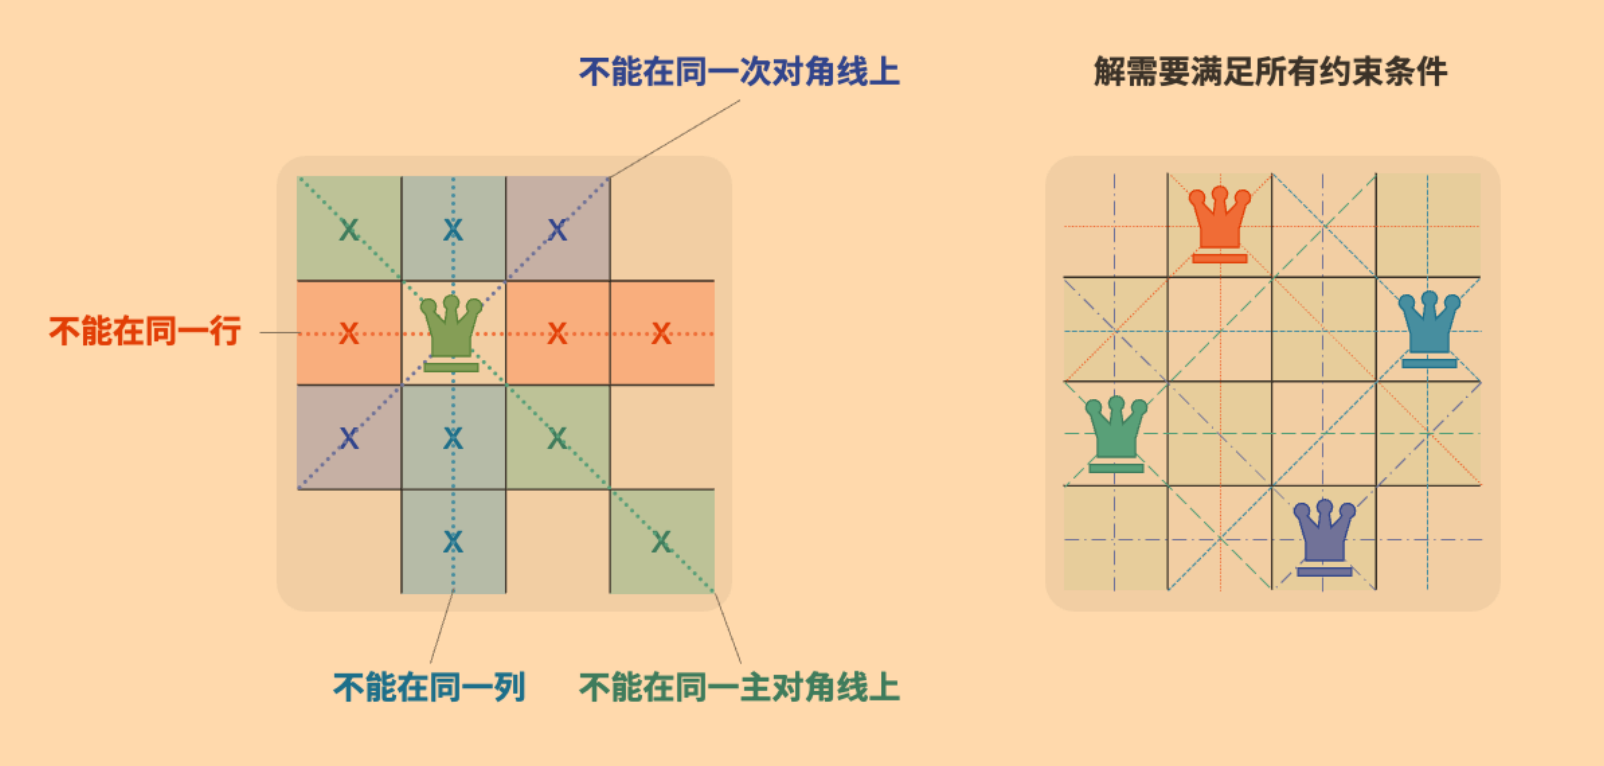 不能在同一次对角线上
解需要满足所有约束条件
X X X
不能在同一行
X X X
X X X
X X
不能在同一列
不能在同一主对角线上